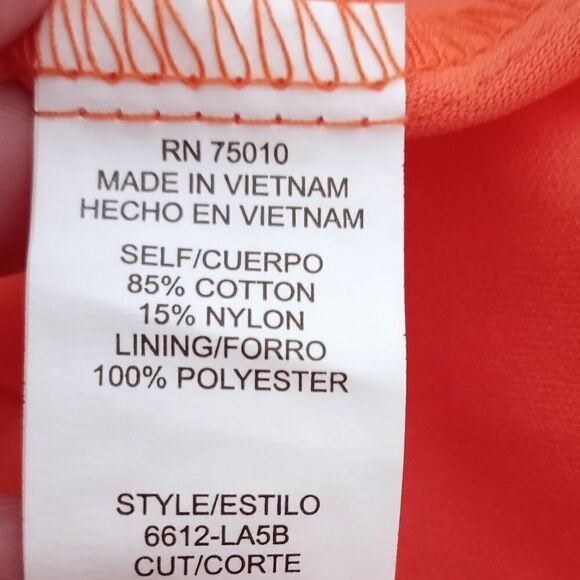 RN 75010
MADE IN VIETNAM
HECHO EN VIETNAM
SELF/CUERPO
85% COTTON
15% NYLON
LINING/FORRO
100% POLYESTER
STYLE/ESTILO
6612-LA5B
CUT/CORTE